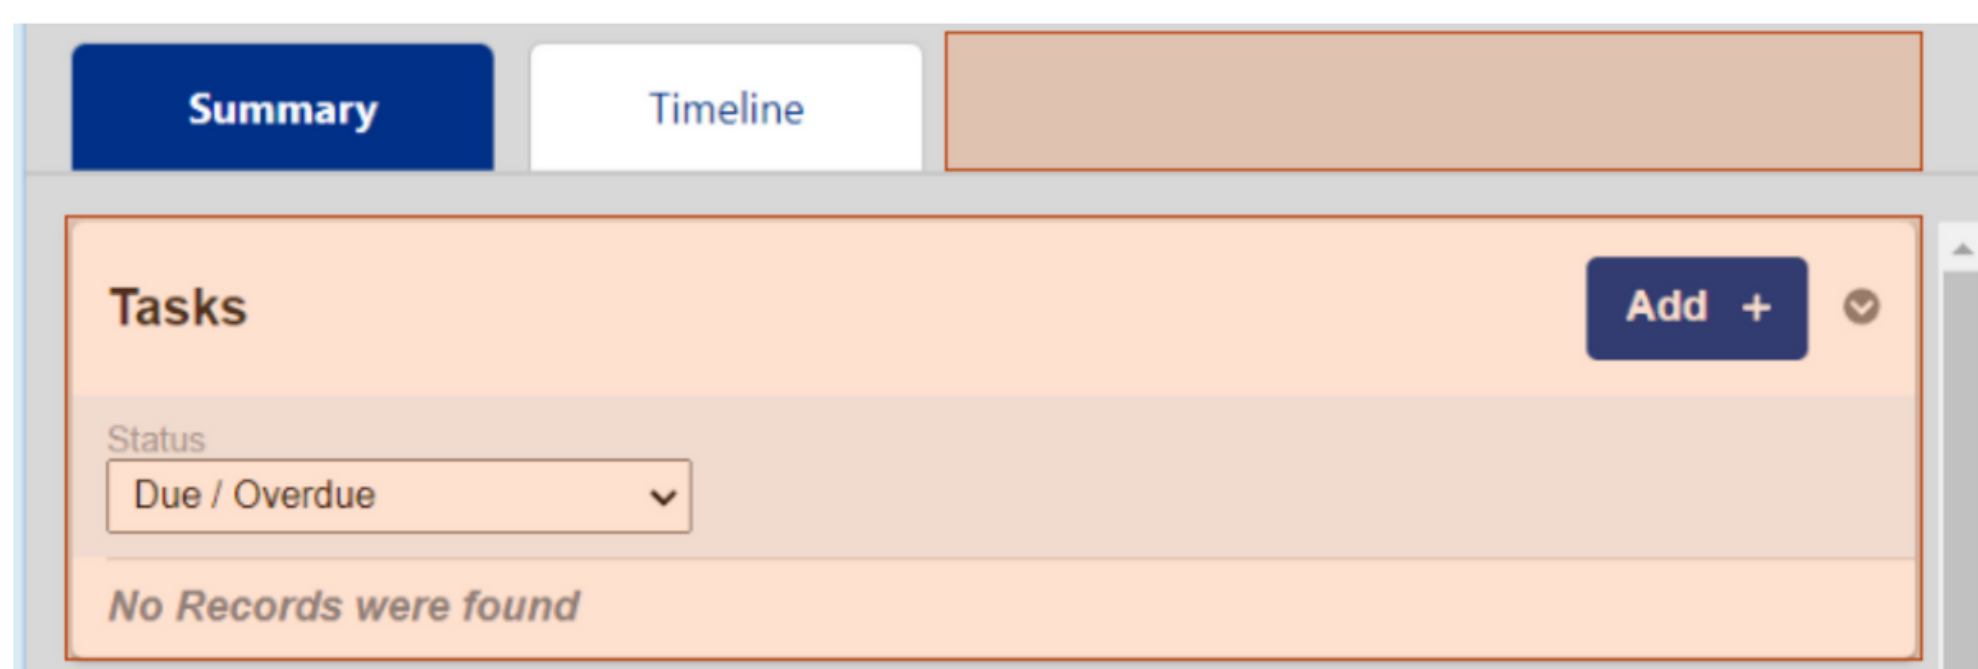 Summary Timeline
Tasks Add +
Status
Due / Overdue
No Records were found